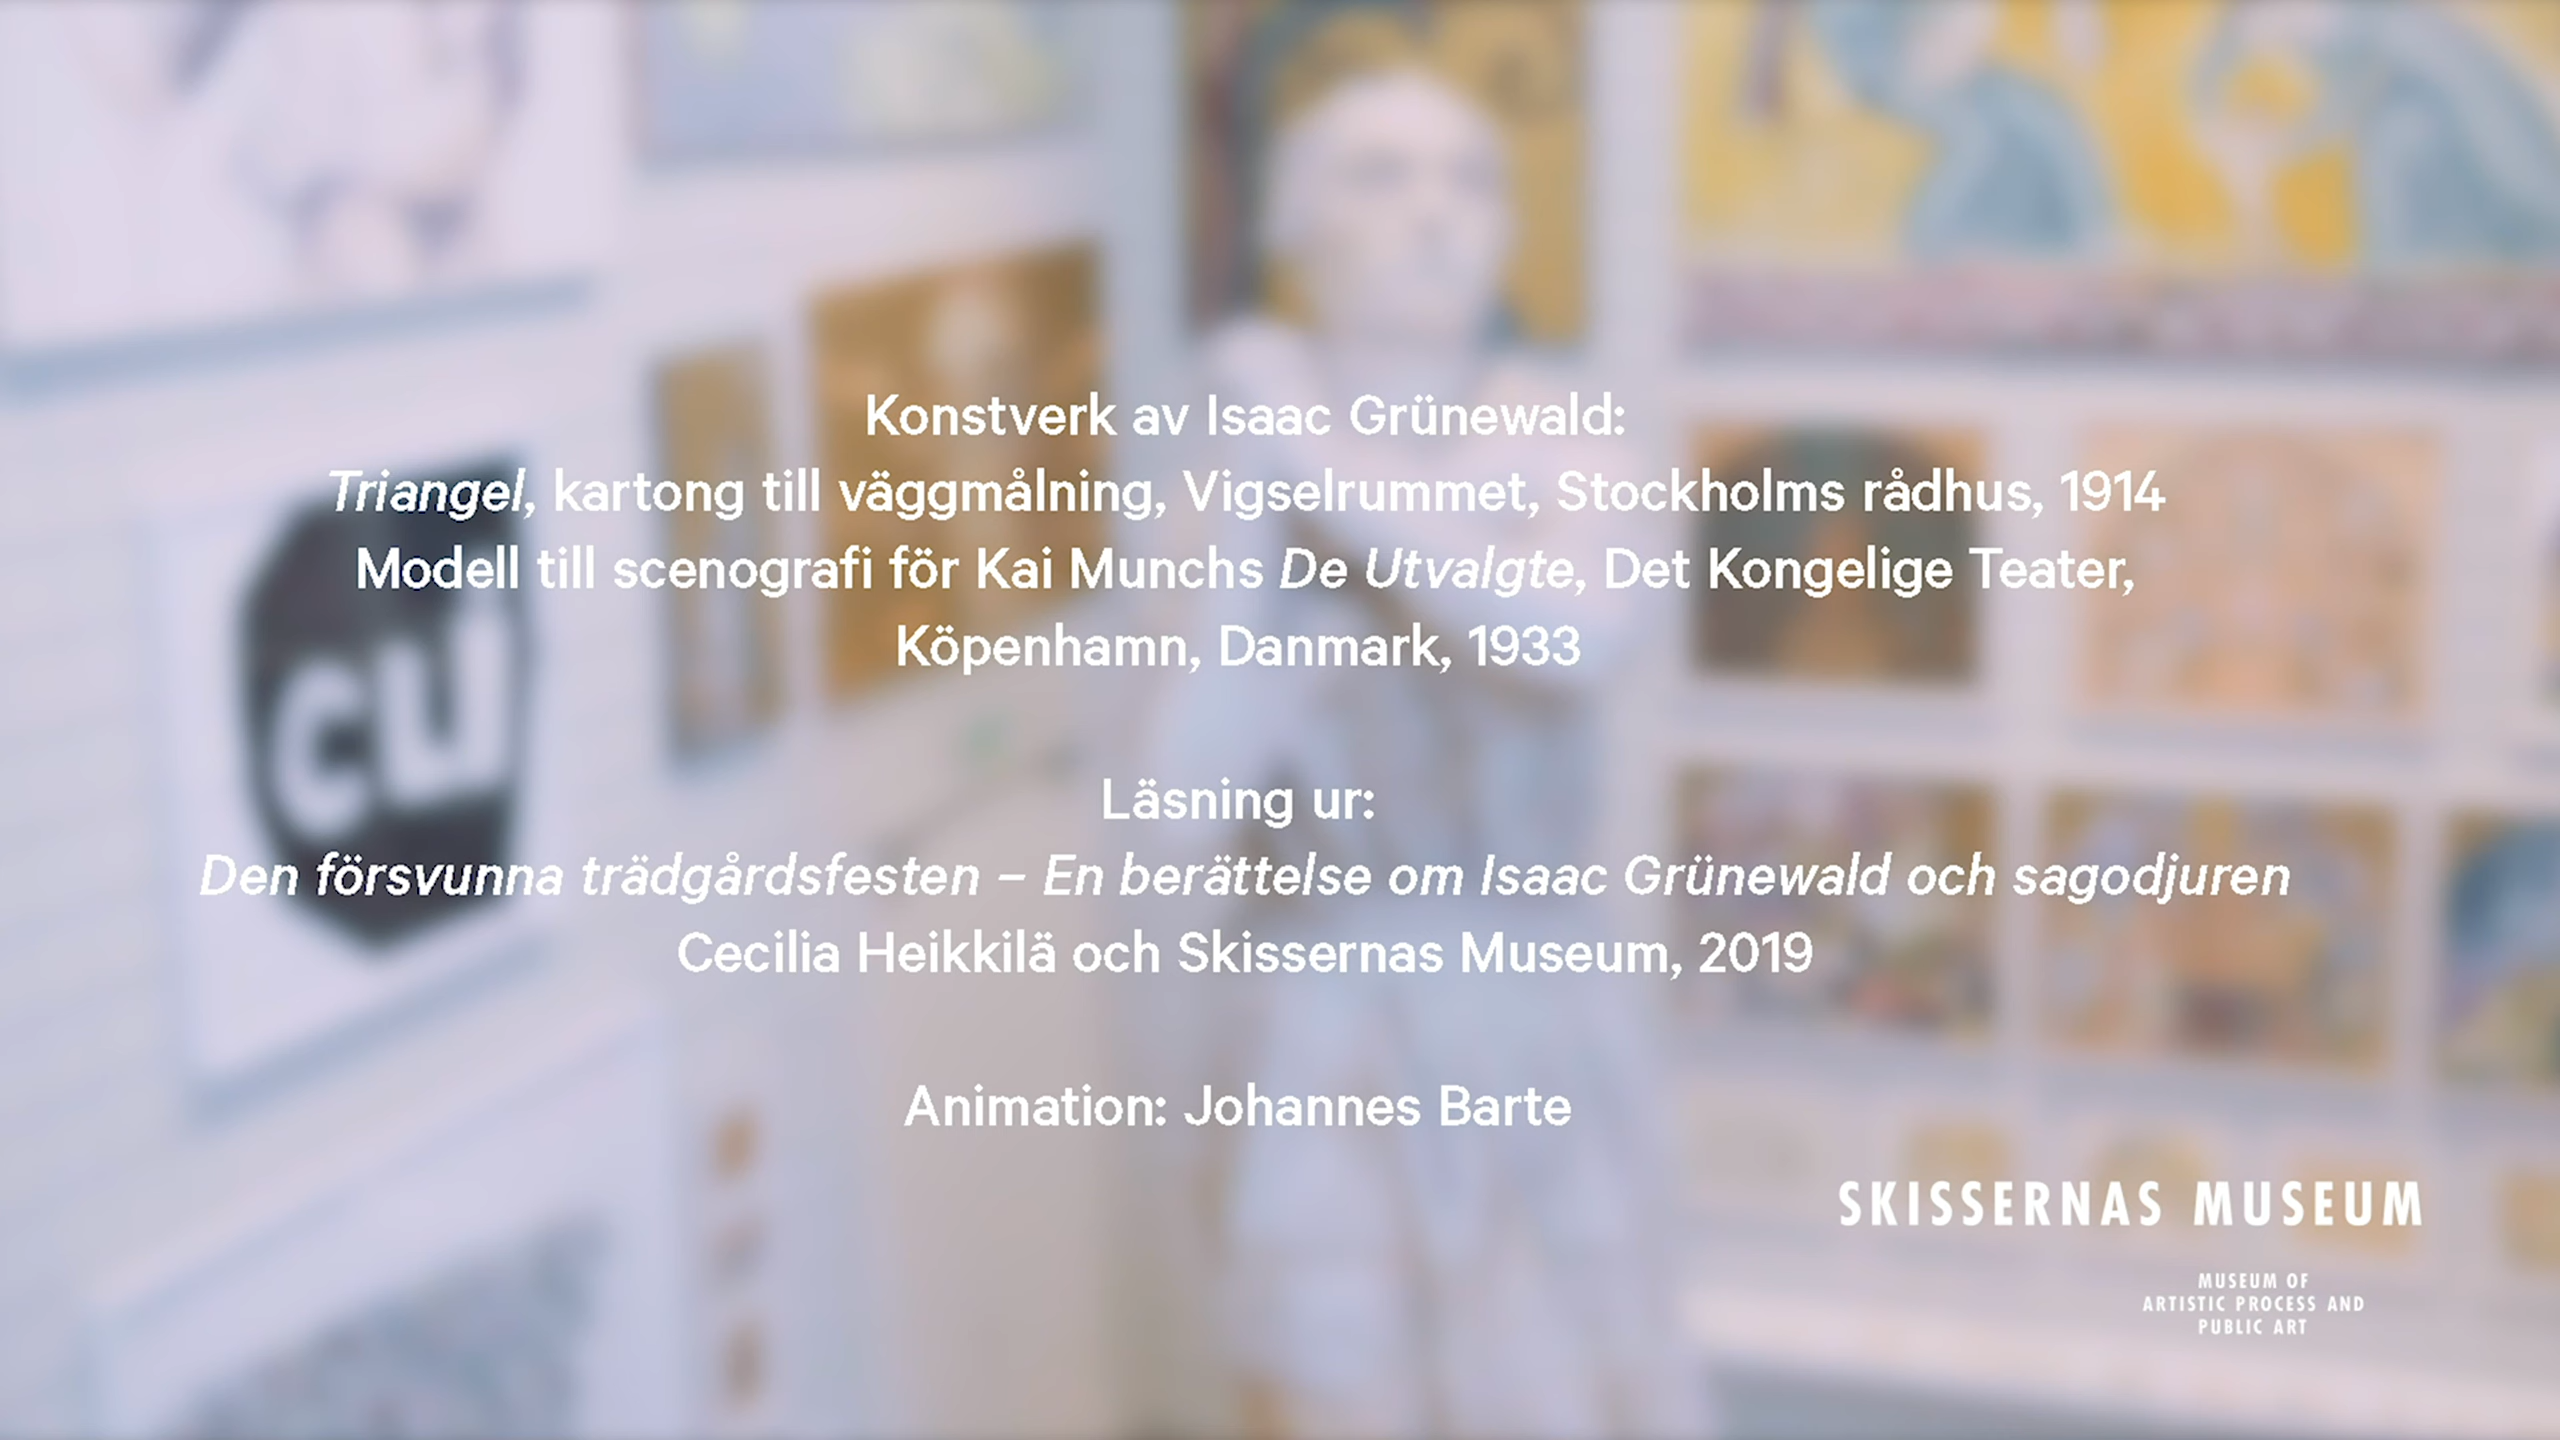 Konstverk av Isaac Grünewald:
Triangel, kartong till väggmålning, Vigselrummet, Stockholms rådhus, 1914
Modell till scenografi för Kai Munchs De Utvalgte, Det Kongelige Teater,
Köpenhamn, Danmark, 1933
CU
Läsning ur:
Den försvunna trädgårdsfesten – En berättelse om Isaac Grünewald och sagodjuren
Cecilia Heikkilä och Skissernas Museum, 2019
Animation: Johannes Barte
SKISSERNAS MUSEUM
MUSEUM OF
ARTISTIC PROCESS AND
PUBLIC ART